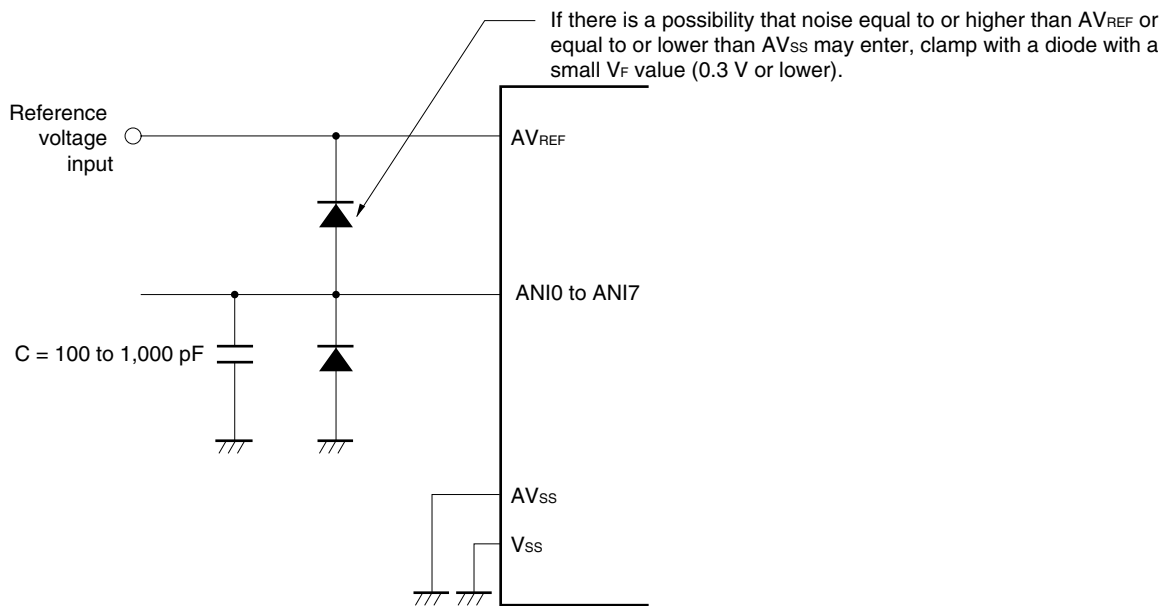 If there is a possibility that noise equal to or higher than AVREF or
equal to or lower than AVSS may enter, clamp with a diode with a
small VF value (0.3 V or lower).
Reference
voltage
input
AVREF
ANI0 to ANI7
C = 100 to 1,000 pF
AVSS
VSS